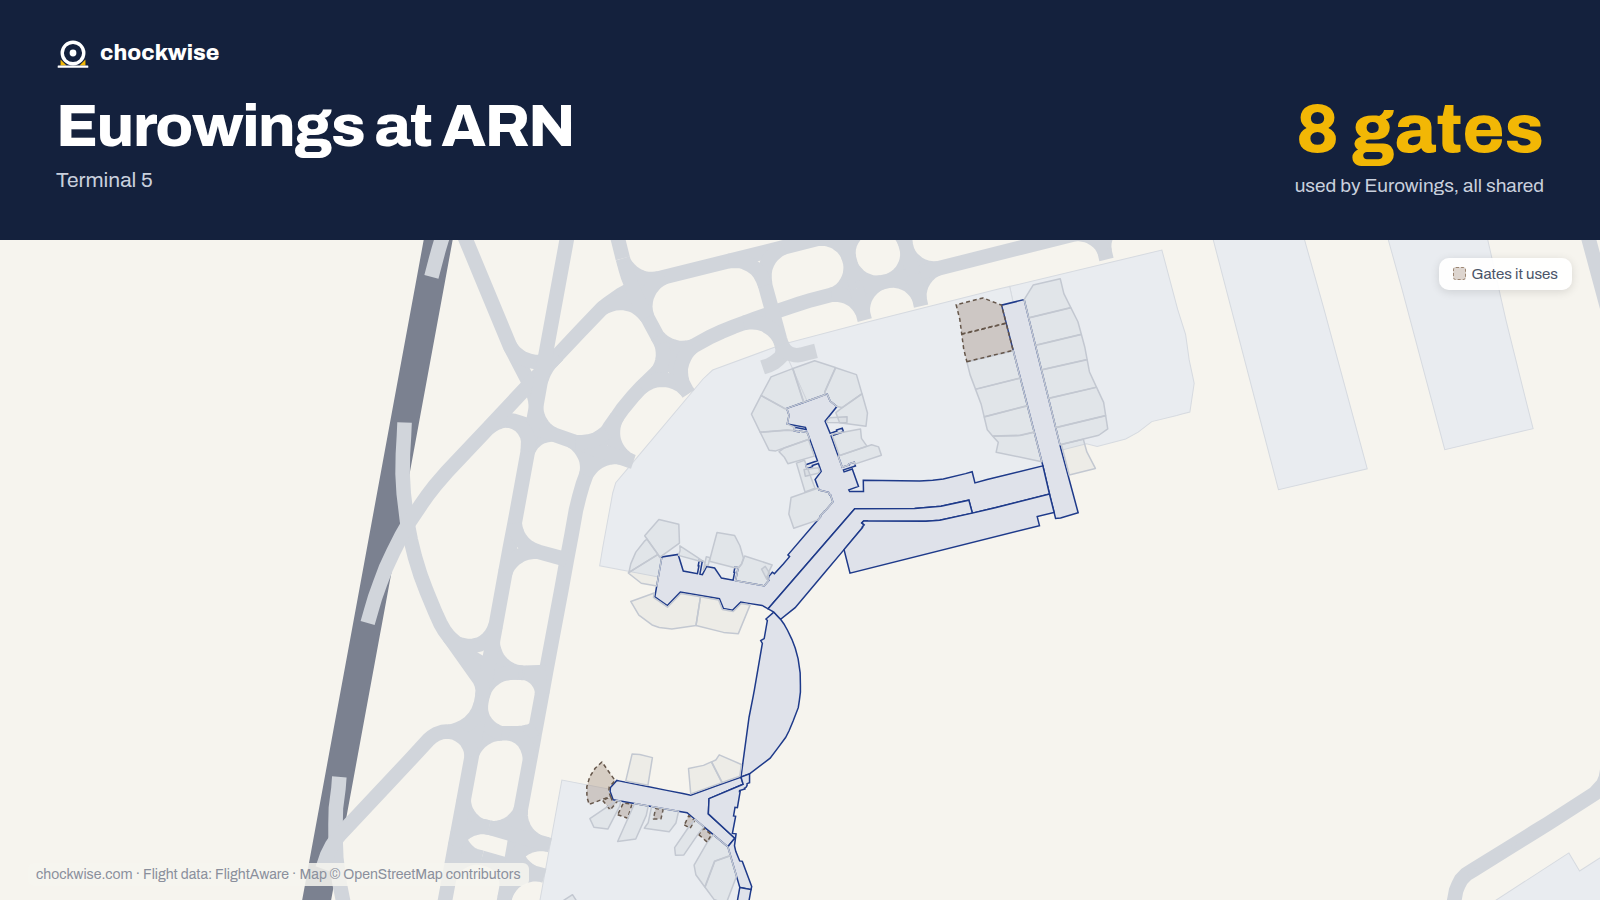 chockwise
Eurowings at ARN
Terminal 5
8 gates
used by Eurowings, all shared
Gates it uses
chockwise.com · Flight data: FlightAware · Map © OpenStreetMap contributors